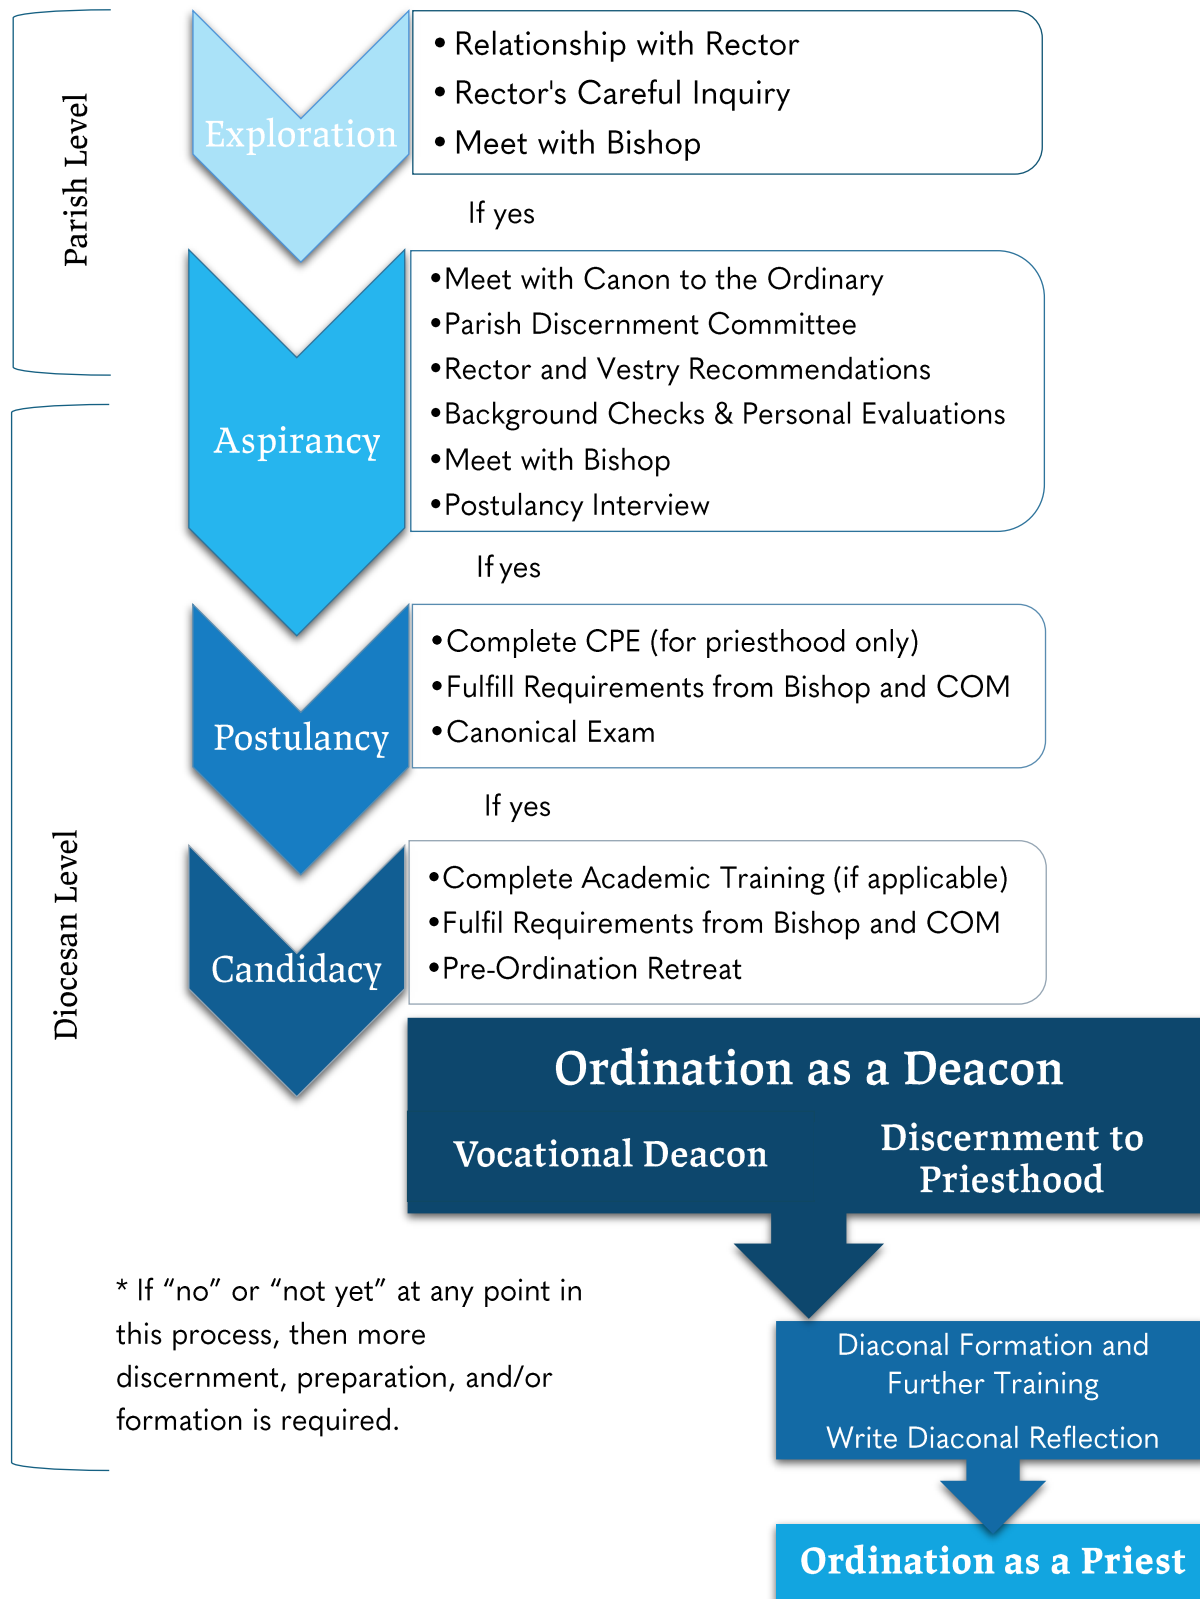 Parish Level
Exploration
• Relationship with Rector
• Rector's Careful Inquiry
• Meet with Bishop
If yes
Aspirancy
•Meet with Canon to the Ordinary
•Parish Discernment Committee
•Rector and Vestry Recommendations
•Background Checks & Personal Evaluations
•Meet with Bishop
•Postulancy Interview
If yes
Diocesan Level
Postulancy
•Complete CPE (for priesthood only)
•Fulfill Requirements from Bishop and COM
•Canonical Exam
If yes
Candidacy
•Complete Academic Training (if applicable)
•Fulfil Requirements from Bishop and COM
•Pre-Ordination Retreat
Ordination as a Deacon
Vocational Deacon
Discernment to
Priesthood
* If “no” or “not yet” at any point in
this process, then more
discernment, preparation, and/or
formation is required.
Diaconal Formation and
Further Training
Write Diaconal Reflection
Ordination as a Priest